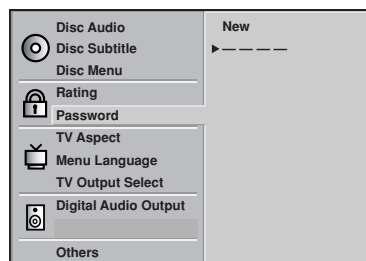 Disc Audio
Disc Subtitle
Disc Menu
Rating
Password
TV Aspect
Menu Language
TV Output Select
Digital Audio Output
Others
New
▶ — — — —